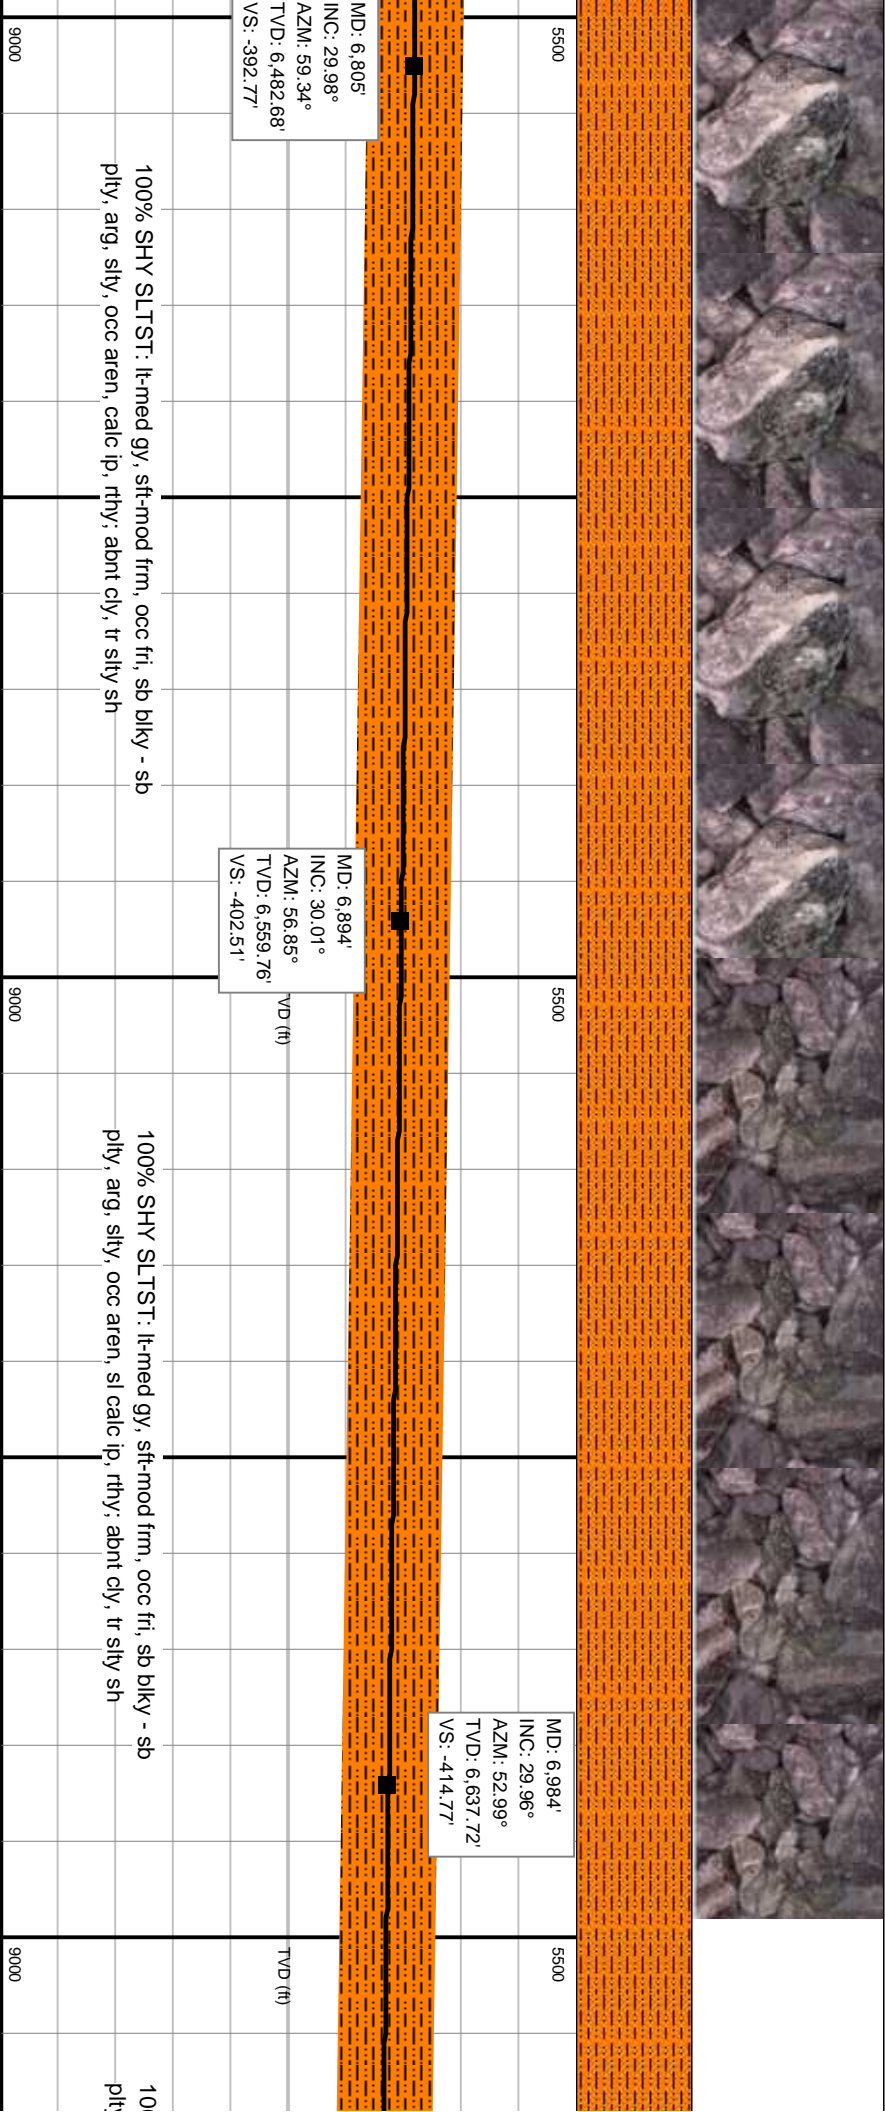 5500
9000
MD: 6,805'
INC: 29.98°
AZM: 59.34°
TVD: 6,482.68'
VS: -392.77'
100% SHY SLTST: lt-med gy, sft-mod frm, occ fri, sb blky - sb
plty, arg, slty, occ aren, calc ip, rthy; abnt cly, tr slty sh
MD: 6,894'
INC: 30.01°
AZM: 56.85°
TVD: 6,559.76'
VS: -402.51'
5500
VD (ft)
9000
100% SHY SLTST: lt-med gy, sft-mod frm, occ fri, sb blky - sb
plty, arg, slty, occ aren, sl calc ip, rthy; abnt cly, tr slty sh
MD: 6,984'
INC: 29.96°
AZM: 52.99°
TVD: 6,637.72'
VS: -414.77'
5500
TVD (ft)
9000